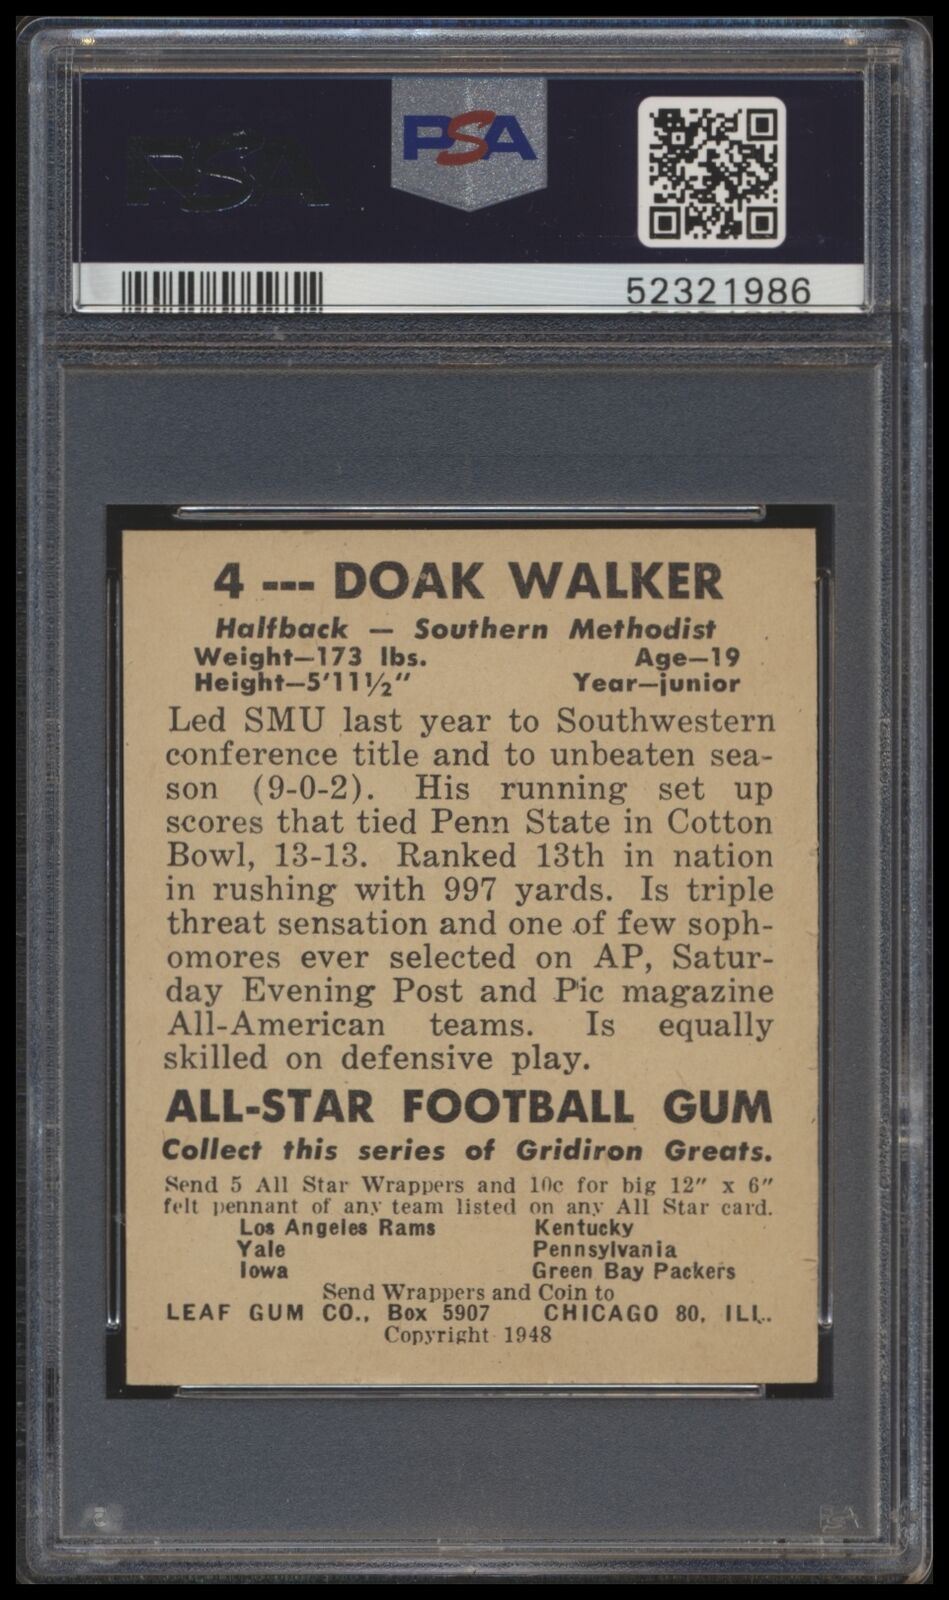 PSA
PSA
52321986
4 --- DOAK WALKER
Halfback — Southern Methodist
Weight—173 lbs. Age—19
Height—5'11½" Year—junior
Led SMU last year to Southwestern
conference title and to unbeaten sea-
son (9-0-2). His running set up
scores that tied Penn State in Cotton
Bowl, 13-13. Ranked 13th in nation
in rushing with 997 yards. Is triple
threat sensation and one of few soph-
omores ever selected on AP, Satur-
day Evening Post and Pic magazine
All-American teams. Is equally
skilled on defensive play.
ALL-STAR FOOTBALL GUM
Collect this series of Gridiron Greats.
Send 5 All Star Wrappers and 10c for big 12" x 6"
felt pennant of any team listed on any All Star card.
Los Angeles Rams Kentucky
Yale Pennsylvania
Iowa Green Bay Packers
Send Wrappers and Coin to
LEAF GUM CO., Box 5907 CHICAGO 80, ILL.
Copyright 1948